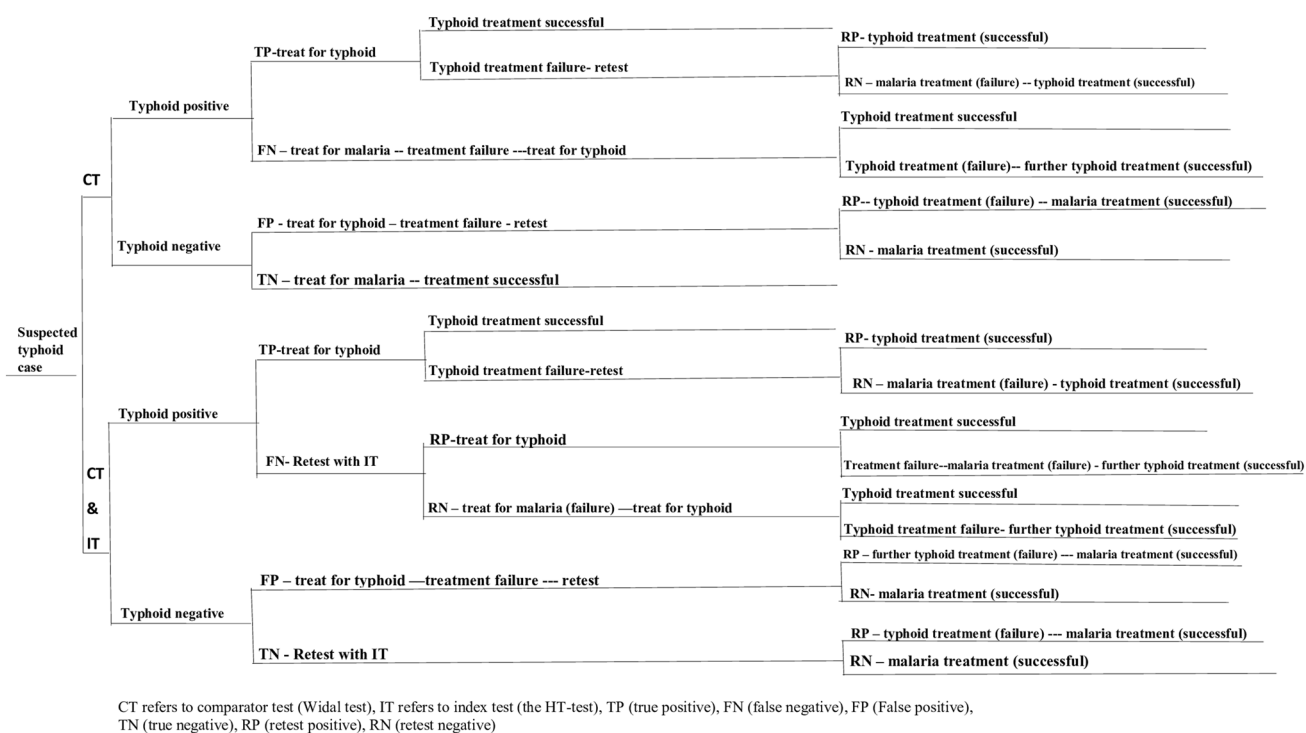 Typhoid treatment successful
RP- typhoid treatment (successful)
TP-treat for typhoid
Typhoid treatment failure- retest
RN – malaria treatment (failure) -- typhoid treatment (successful)
Typhoid positive
Typhoid treatment successful
FN – treat for malaria -- treatment failure ---treat for typhoid
Typhoid treatment (failure)-- further typhoid treatment (successful)
CT
RP-- typhoid treatment (failure) -- malaria treatment (successful)
FP - treat for typhoid – treatment failure - retest
Typhoid negative
RN - malaria treatment (successful)
TN – treat for malaria -- treatment successful
Suspected
typhoid
case
Typhoid treatment successful
RP- typhoid treatment (successful)
TP-treat for typhoid
Typhoid treatment failure-retest
RN – malaria treatment (failure) - typhoid treatment (successful)
Typhoid positive
Typhoid treatment successful
RP-treat for typhoid
FN- Retest with IT
Treatment failure--malaria treatment (failure) - further typhoid treatment (successful)
CT
&
IT
Typhoid treatment successful
RN – treat for malaria (failure) —treat for typhoid
Typhoid treatment failure- further typhoid treatment (successful)
RP – further typhoid treatment (failure) --- malaria treatment (successful)
FP – treat for typhoid —treatment failure --- retest
RN- malaria treatment (successful)
Typhoid negative
RP – typhoid treatment (failure) --- malaria treatment (successful)
TN - Retest with IT
RN – malaria treatment (successful)
CT refers to comparator test (Widal test), IT refers to index test (the HT-test), TP (true positive), FN (false negative), FP (False positive),
TN (true negative), RP (retest positive), RN (retest negative)